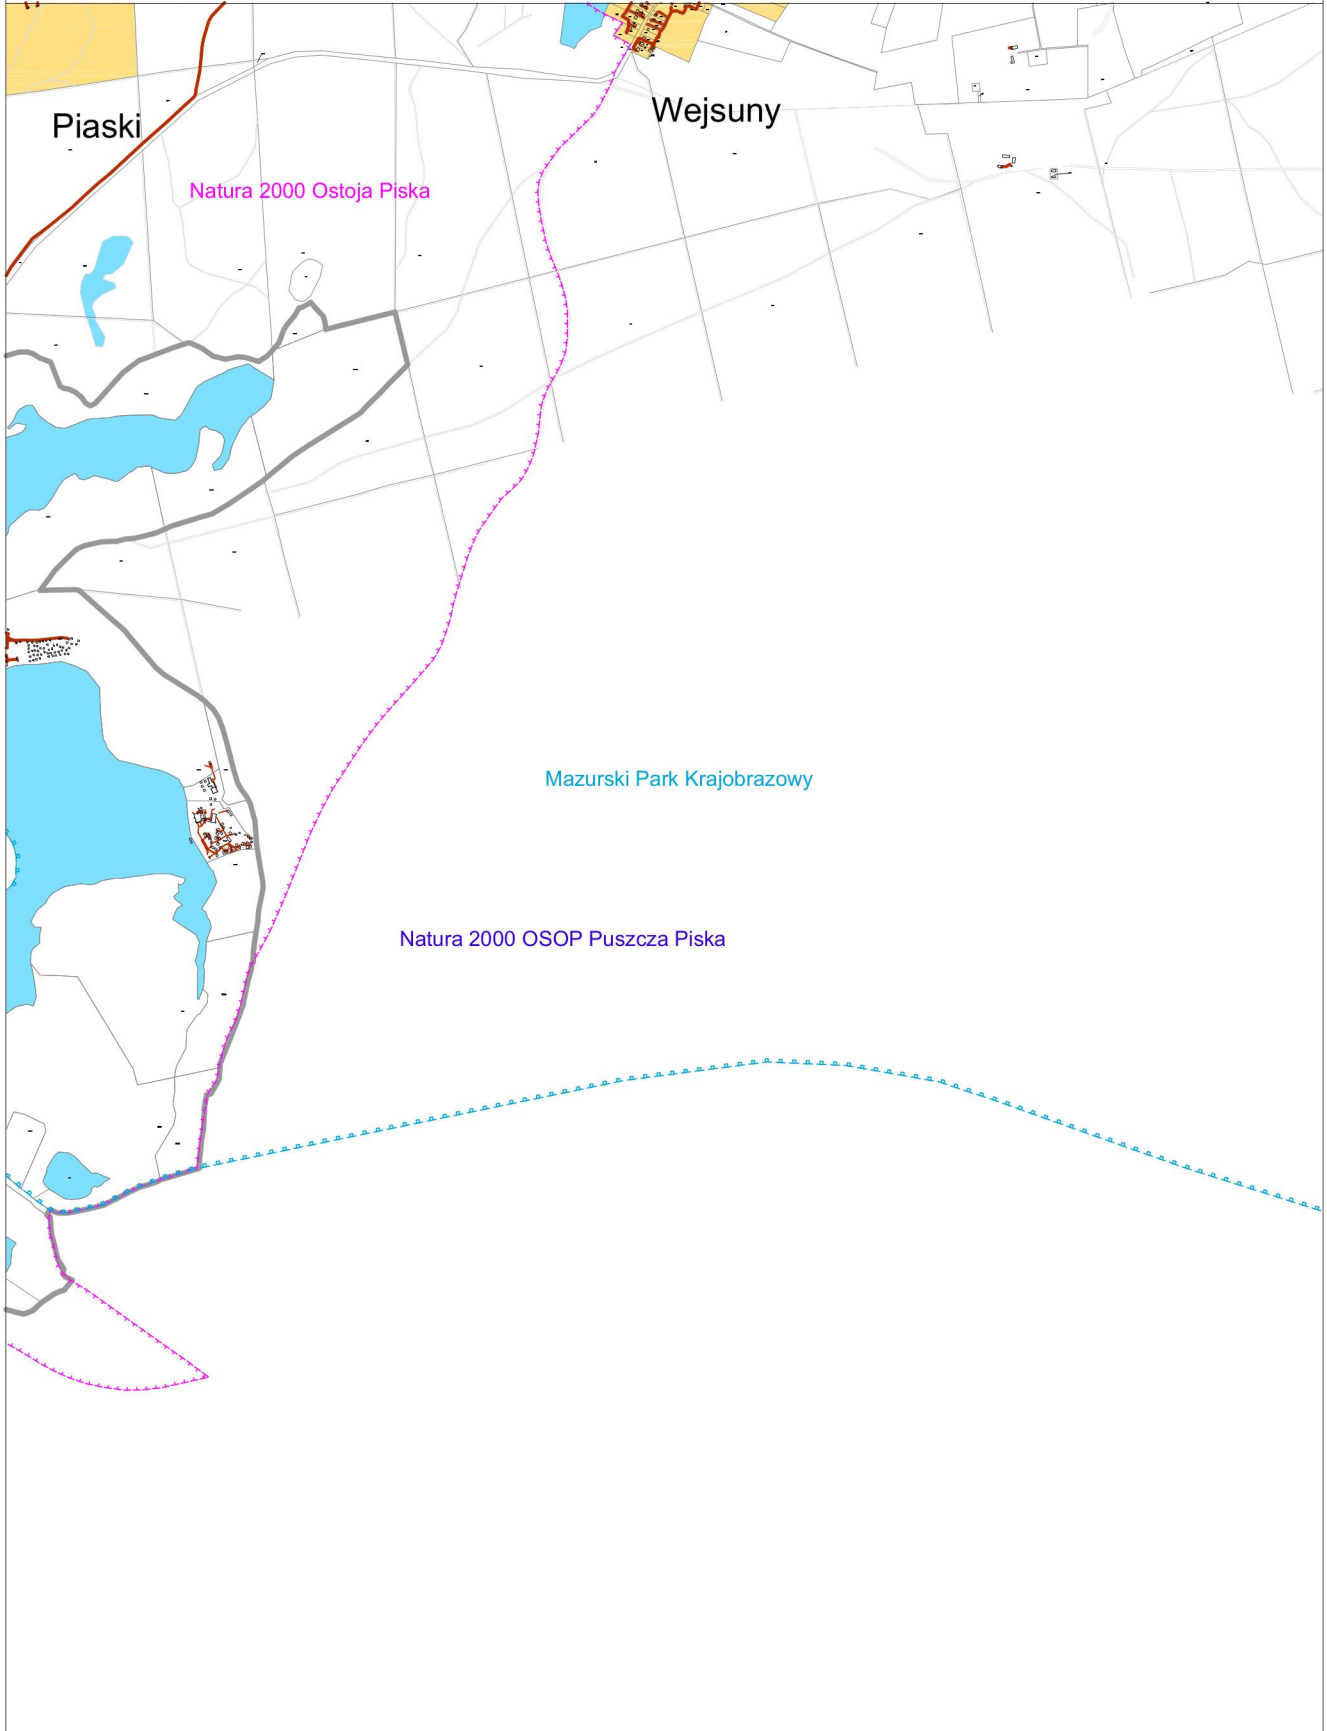 Wejsuny
Piaski
Natura 2000 Ostoja Piska
Mazurski Park Krajobrazowy
Natura 2000 OSOP Puszcza Piska